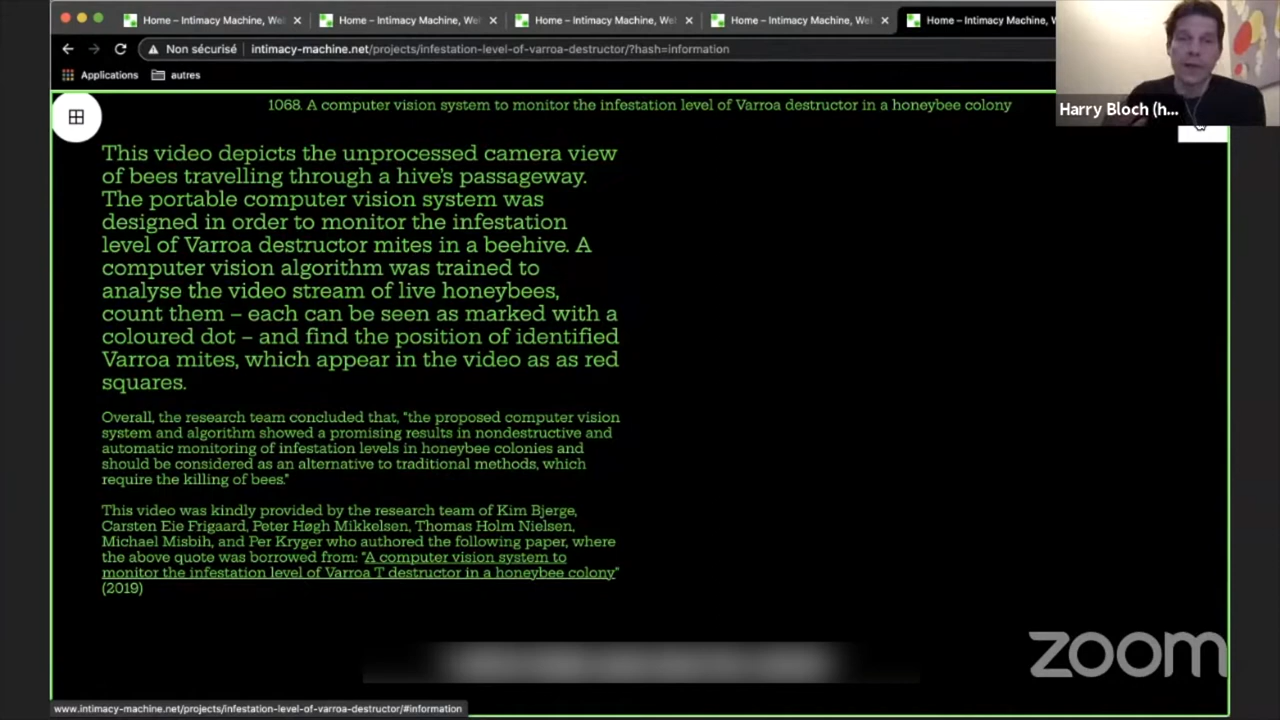 Home – Intimacy Machine, We
Home – Intimacy Machine, We
Home – Intimacy Machine, We
Home – Intimacy Machine, We
Home – Intimacy Machine, W
Non sécurisé
intimacy-machine.net/projects/infestation-level-of-varroa-destructor/?hash=information
Applications
autres
1068. A computer vision system to monitor the infestation level of Varroa destructor in a honeybee colony
Harry Bloch (h...
This video depicts the unprocessed camera view
of bees travelling through a hive's passageway.
The portable computer vision system was
designed in order to monitor the infestation
level of Varroa destructor mites in a beehive. A
computer vision algorithm was trained to
analyse the video stream of live honeybees,
count them – each can be seen as marked with a
coloured dot – and find the position of identified
Varroa mites, which appear in the video as as red
squares.
Overall, the research team concluded that, "the proposed computer vision
system and algorithm showed a promising results in nondestructive and
automatic monitoring of infestation levels in honeybee colonies and
should be considered as an alternative to traditional methods, which
require the killing of bees."
This video was kindly provided by the research team of Kim Bjerge,
Carsten Eie Frigaard, Peter Høgh Mikkelsen, Thomas Holm Nielsen,
Michael Misbih, and Per Kryger who authored the following paper, where
the above quote was borrowed from: "A computer vision system to
monitor the infestation level of Varroa T destructor in a honeybee colony"
(2019)
zoom
www.intimacy-machine.net/projects/infestation-level-of-varroa-destructor/#information